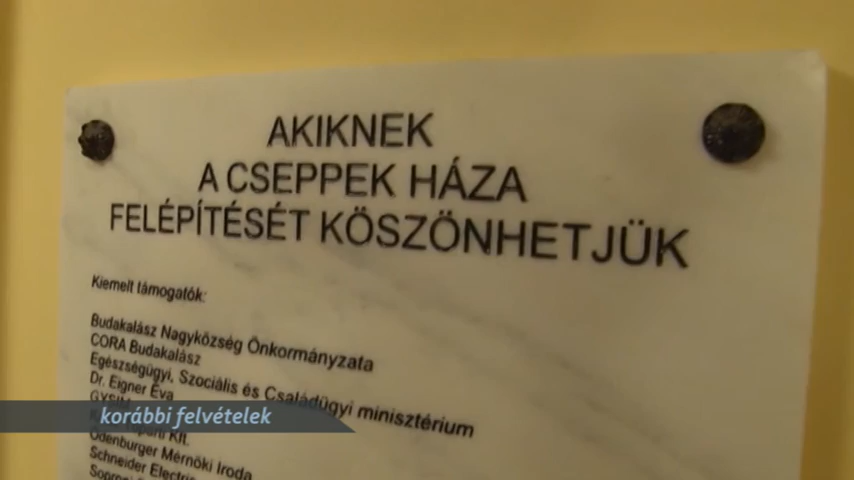 AKIKNEK
A CSEPPEK HÁZA
FELÉPÍTÉSÉT KÖSZÖNHETJÜK
Kiemelt támogatók:
Budakalász Nagyközség Önkormányzata
CORA Budakalász
Egészségügyi, Szociális és Családügyi minisztérium
Dr. Eigner Éva
korábbi felvételek
Kft.
Ödenburger Mérnöki Iroda
Schneider